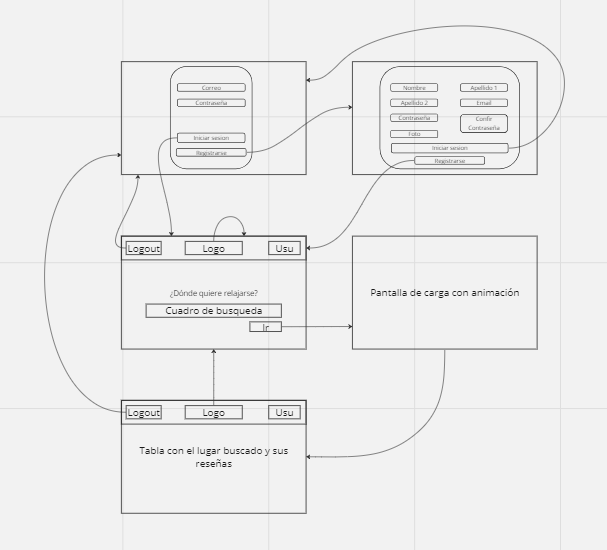 Correo
Contraseña
Iniciar sesion
Registrarse
Nombre
Apellido 1
Apellido 2
Email
Contraseña
Confir
Contraseña
Foto
Iniciar sesion
Registrarse
Logout
Logo
Usu
¿Dónde quiere relajarse?
Cuadro de busqueda
Ir
Pantalla de carga con animación
Logout
Logo
Usu
Tabla con el lugar buscado y sus
reseñas